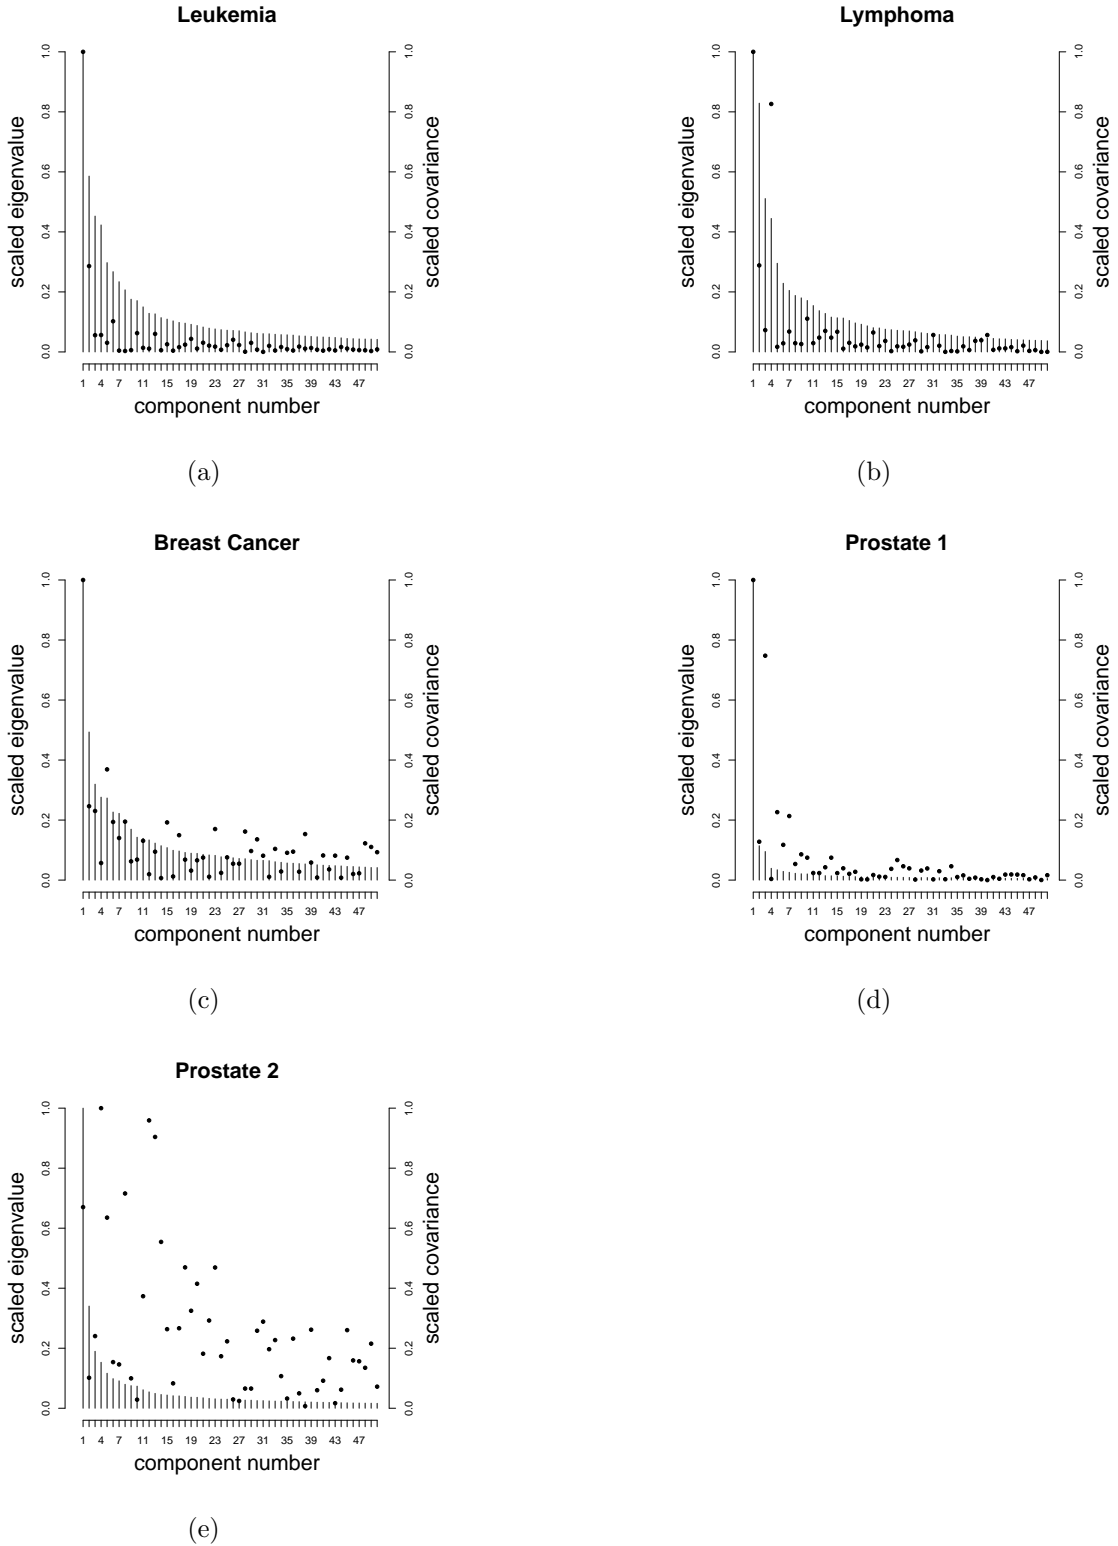 Leukemia
scaled eigenvalue
0.0 0.2 0.4 0.6 0.8 1.0
1 4 7 11 15 19 23 27 31 35 39 43 47
component number
0.0 0.2 0.4 0.6 0.8 1.0
scaled covariance
(a)
Lymphoma
scaled eigenvalue
0.0 0.2 0.4 0.6 0.8 1.0
1 4 7 11 15 19 23 27 31 35 39 43 47
component number
0.0 0.2 0.4 0.6 0.8 1.0
scaled covariance
(b)
Breast Cancer
scaled eigenvalue
0.0 0.2 0.4 0.6 0.8 1.0
1 4 7 11 15 19 23 27 31 35 39 43 47
component number
0.0 0.2 0.4 0.6 0.8 1.0
scaled covariance
(c)
Prostate 1
scaled eigenvalue
0.0 0.2 0.4 0.6 0.8 1.0
1 4 7 11 15 19 23 27 31 35 39 43 47
component number
0.0 0.2 0.4 0.6 0.8 1.0
scaled covariance
(d)
Prostate 2
scaled eigenvalue
0.0 0.2 0.4 0.6 0.8 1.0
1 4 7 11 15 19 23 27 31 35 39 43 47
component number
0.0 0.2 0.4 0.6 0.8 1.0
scaled covariance
(e)